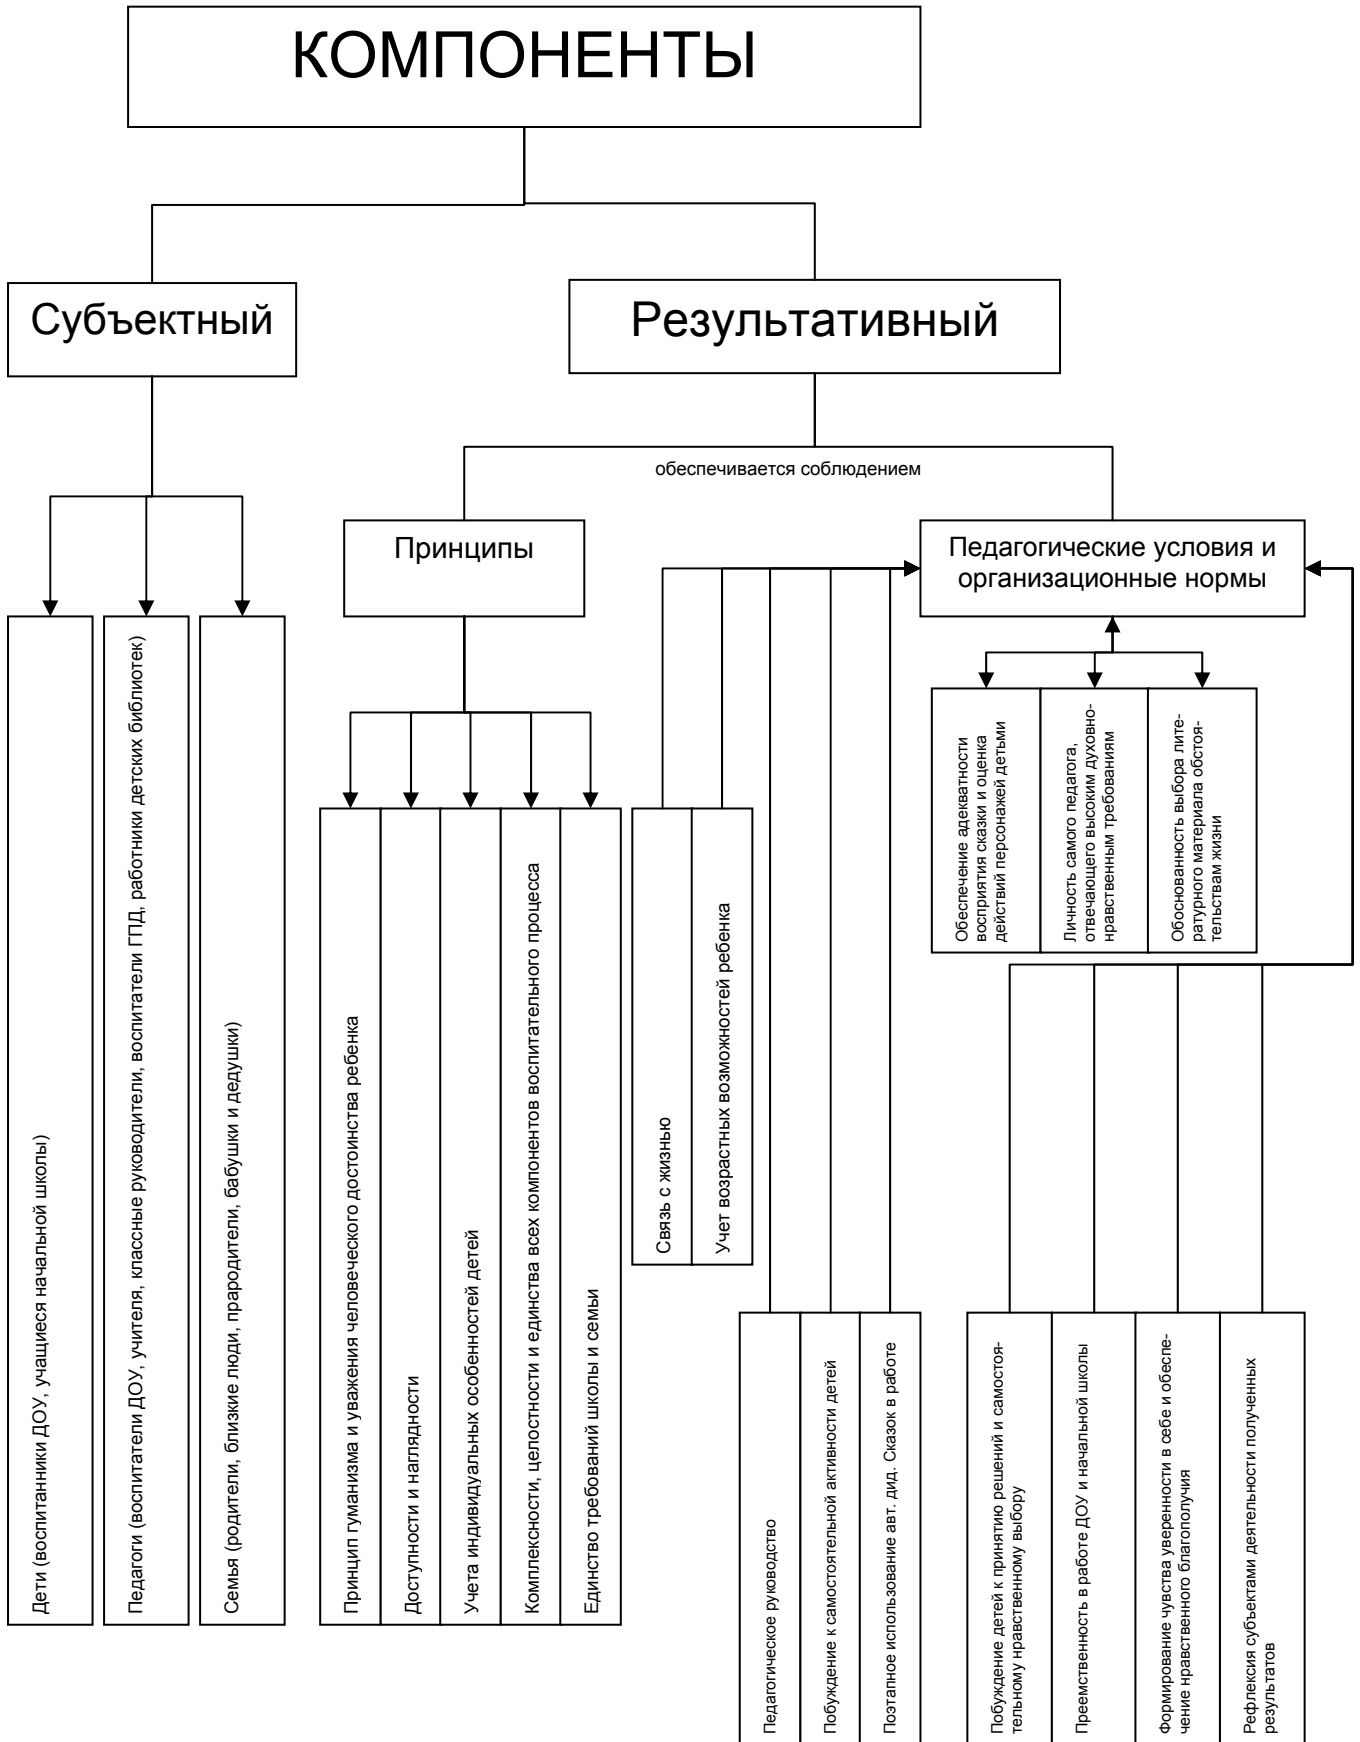 КОМПОНЕНТЫ
Субъектный
Результативный
обеспечивается соблюдением
Принципы
Педагогические условия и
организационные нормы
Дети (воспитанники ДОУ, учащиеся начальной школы)
Педагоги (воспитатели ДОУ, учителя, классные руководители, воспитатели ГПД, работники детских библиотек)
Семья (родители, близкие люди, прародители, бабушки и дедушки)
Принцип гуманизма и уважения человеческого достоинства ребенка
Доступности и наглядности
Учета индивидуальных особенностей детей
Комплексности, целостности и единства всех компонентов воспитательного процесса
Единство требований школы и семьи
Связь с жизнью
Учет возрастных возможностей ребенка
Обеспечение адекватности
восприятия сказки и оценка
действий персонажей детьми
Личность самого педагога,
отвечающего высоким духовно-
нравственным требованиям
Обоснованность выбора лите-
ратурного материала обстоя-
тельствам жизни
Педагогическое руководство
Побуждение к самостоятельной активности детей
Поэтапное использование авт. дид. Сказок в работе
Побуждение детей к принятию решений и самостоя-
тельному нравственному выбору
Преемственность в работе ДОУ и начальной школы
Формирование чувства уверенности в себе и обеспе-
чение нравственного благополучия
Рефлексия субъектами деятельности полученных
результатов